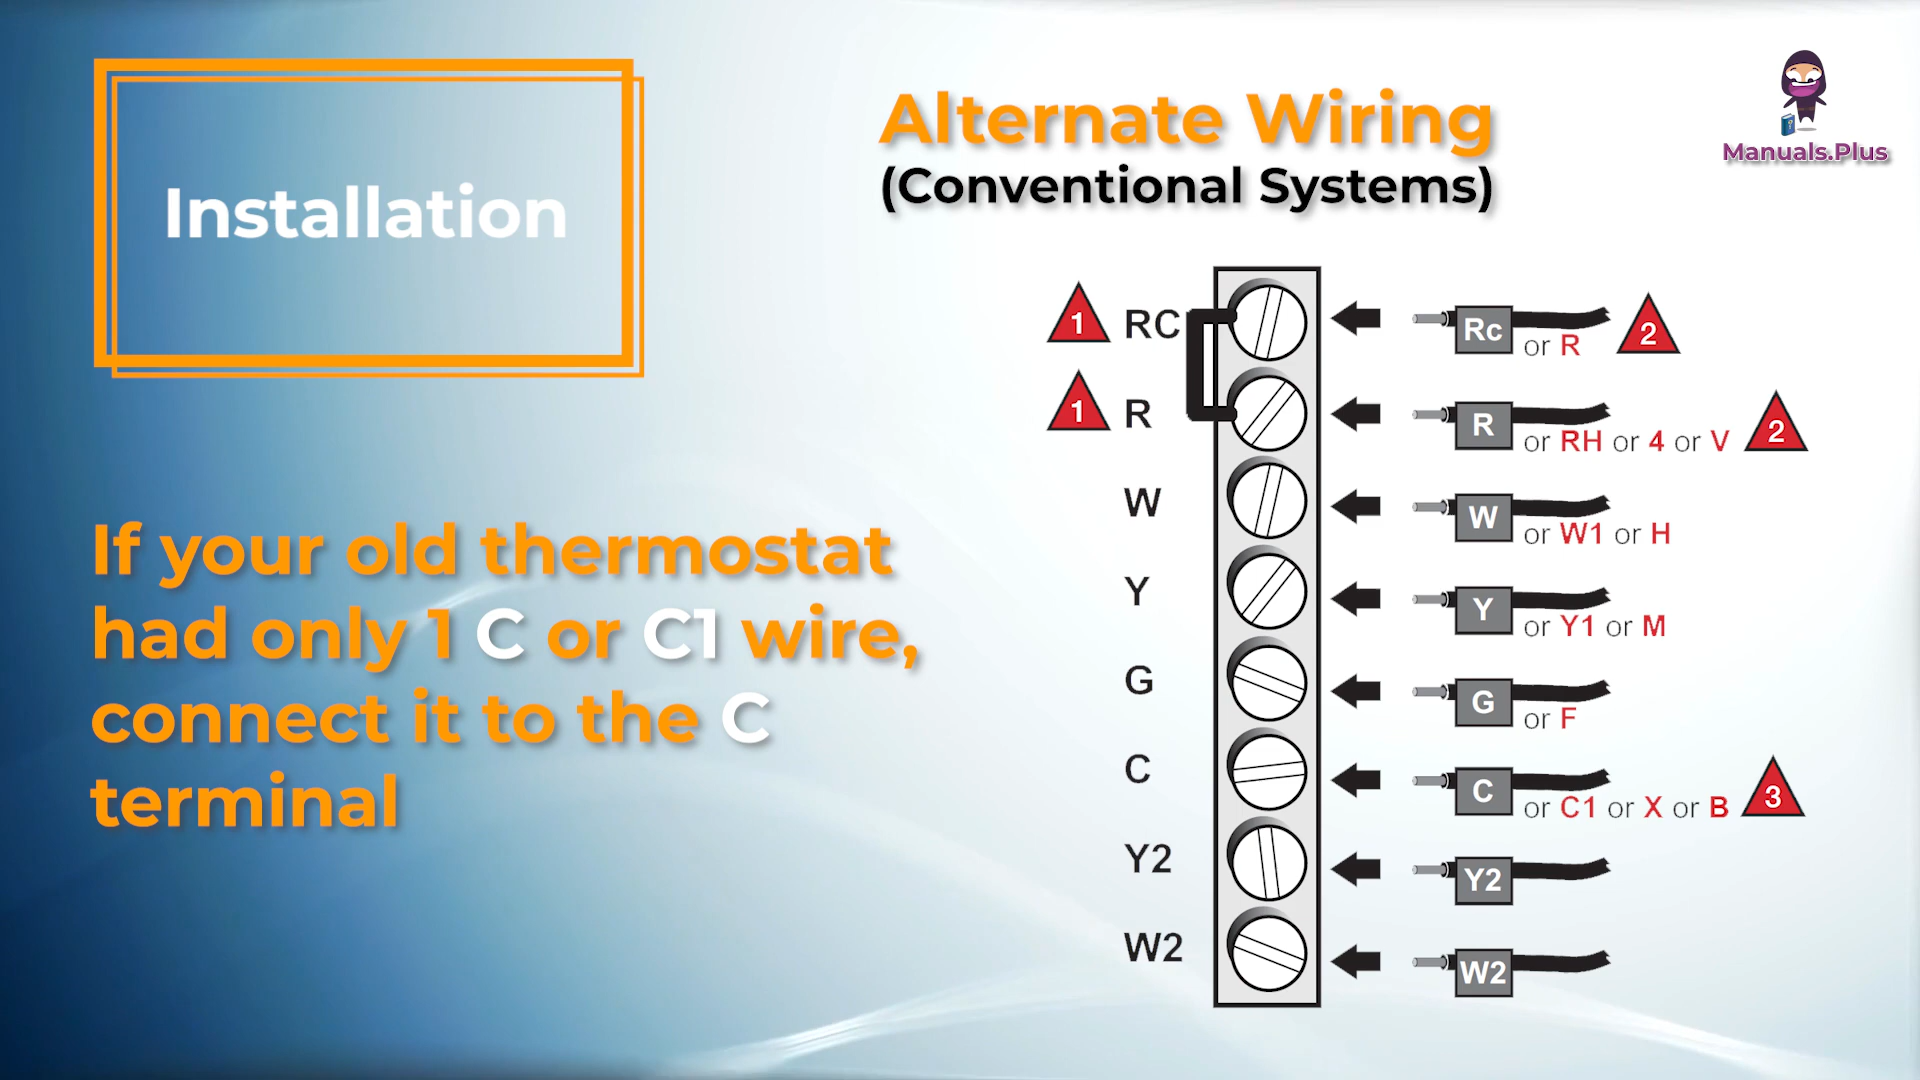 Installation
If your old thermostat
had only 1 C or C1 wire,
connect it to the C
terminal
Alternate Wiring
(Conventional Systems)
Manuals.Plus
1 RC Rc or R 2
1 R R or RH or 4 or V 2
W W or W1 or H
Y Y or Y1 or M
G G or F
C C or C1 or X or B 3
Y2 Y2
W2 W2